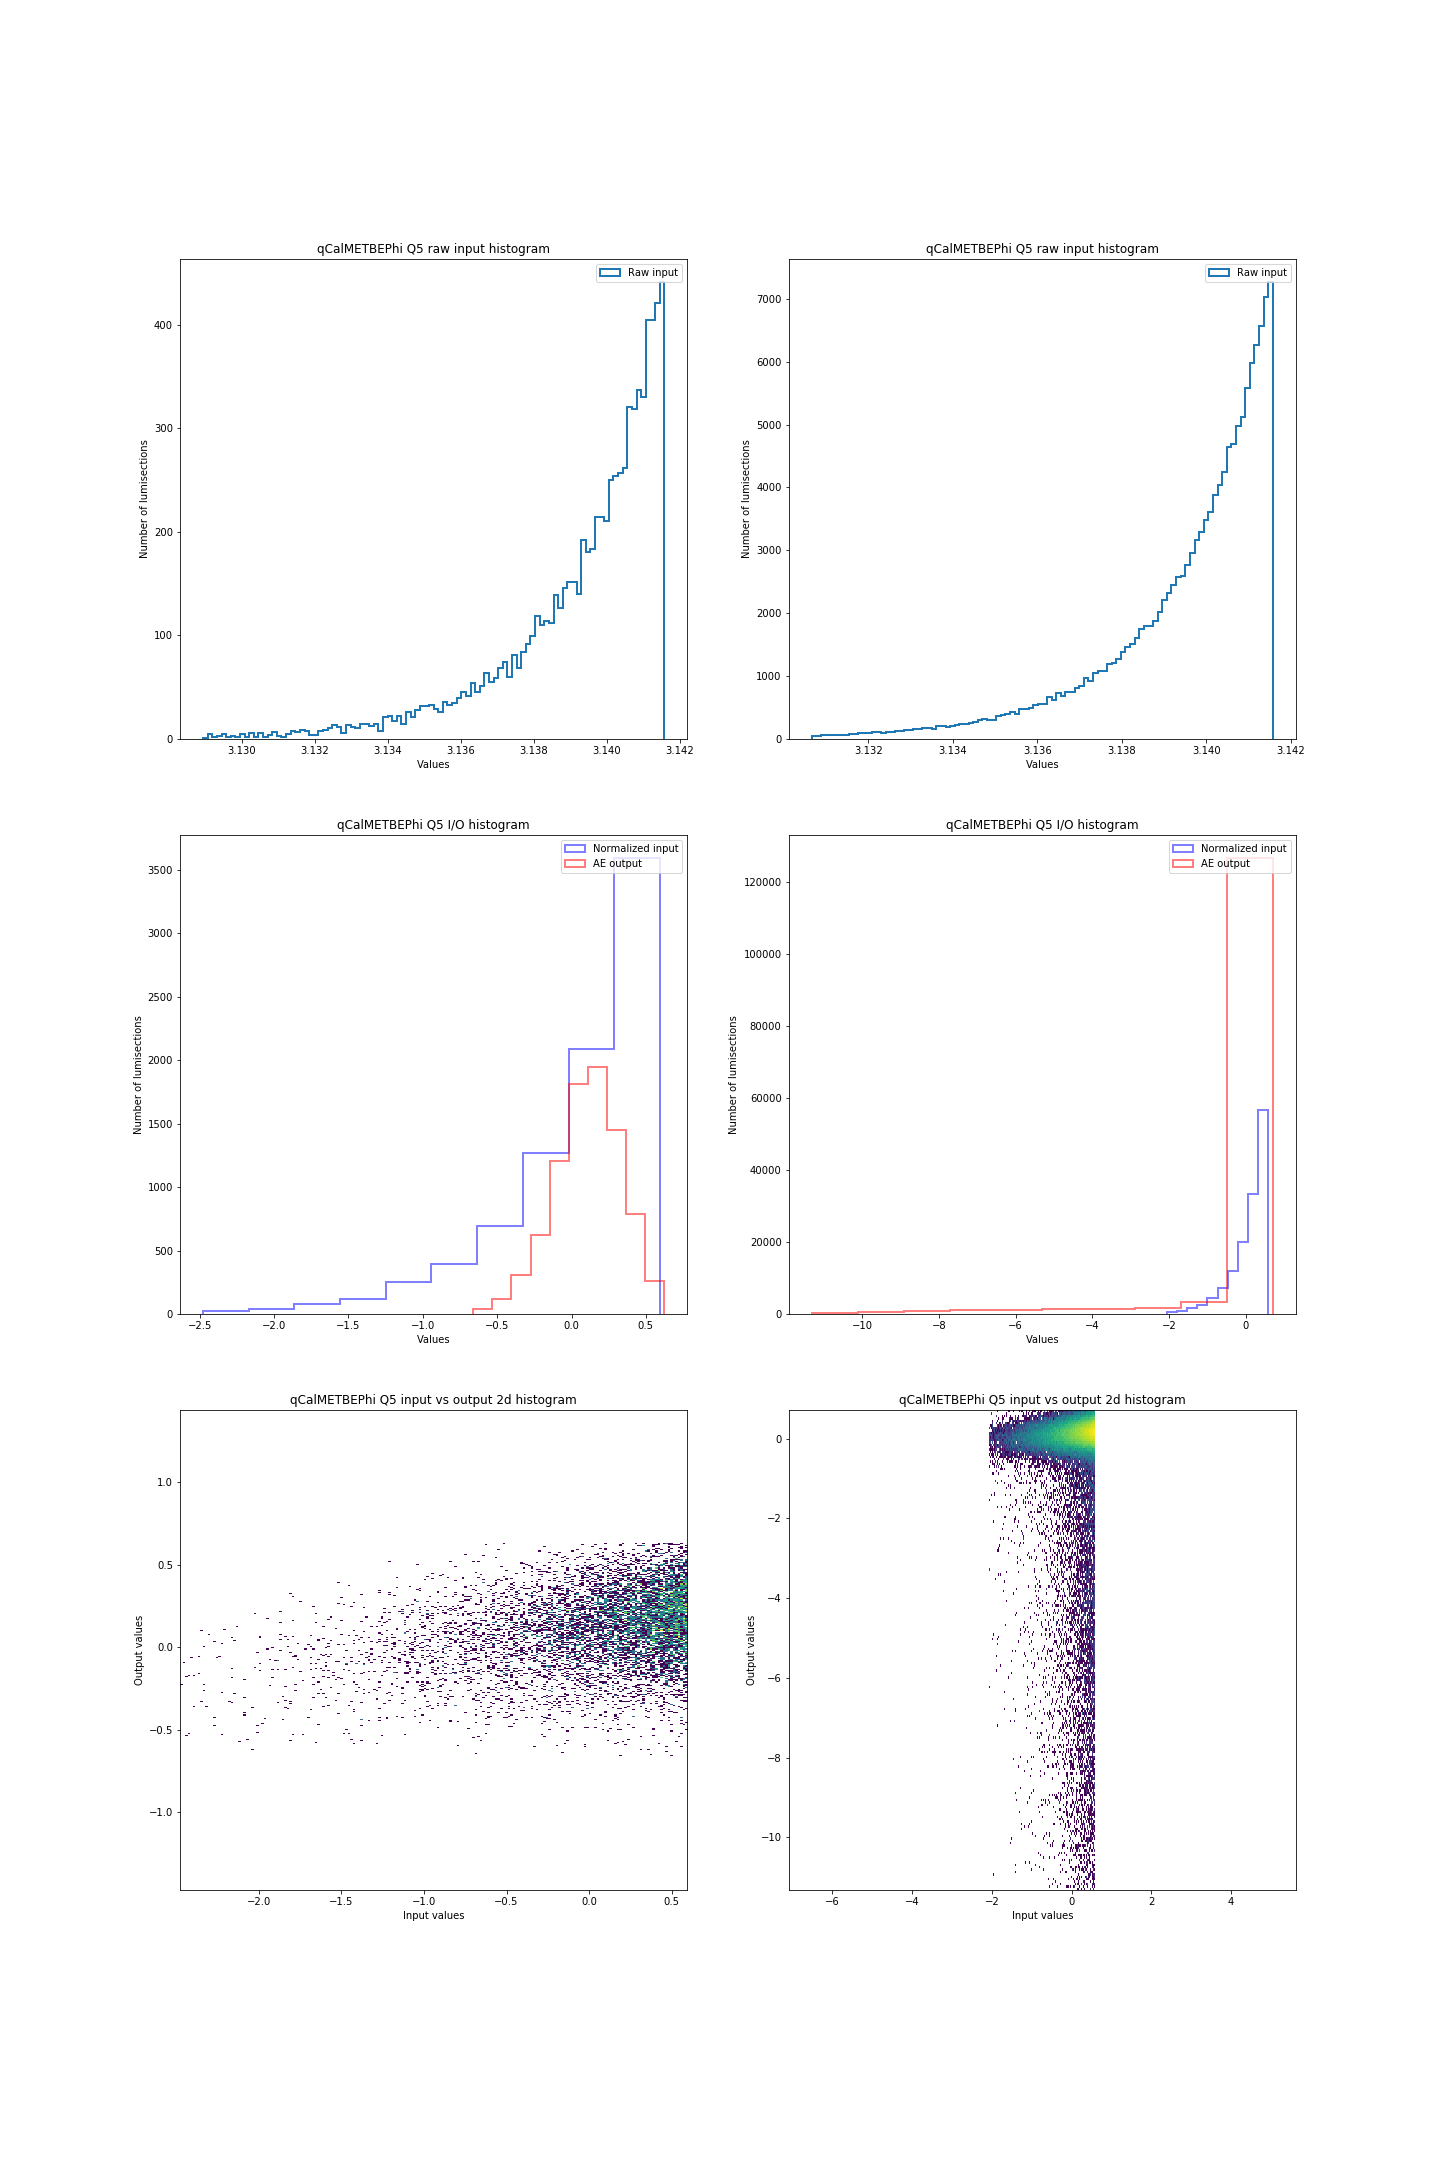 qCalMETBEPhi Q5 raw input histogram
Raw input
400
300
200
100
0
Number of lumisections
3.130 3.132 3.134 3.136 3.138 3.140 3.142
Values
qCalMETBEPhi Q5 raw input histogram
Raw input
7000
6000
5000
4000
3000
2000
1000
0
Number of lumisections
3.132 3.134 3.136 3.138 3.140 3.142
Values
qCalMETBEPhi Q5 I/O histogram
Normalized input
AE output
3500
3000
2500
2000
1500
1000
500
0
Number of lumisections
−2.5 −2.0 −1.5 −1.0 −0.5 0.0 0.5
Values
qCalMETBEPhi Q5 I/O histogram
Normalized input
AE output
120000
100000
80000
60000
40000
20000
0
Number of lumisections
−10 −8 −6 −4 −2 0
Values
qCalMETBEPhi Q5 input vs output 2d histogram
1.0
0.5
0.0
−0.5
−1.0
Output values
−2.0 −1.5 −1.0 −0.5 0.0 0.5
Input values
qCalMETBEPhi Q5 input vs output 2d histogram
0
−2
−4
−6
−8
−10
Output values
−6 −4 −2 0 2 4
Input values